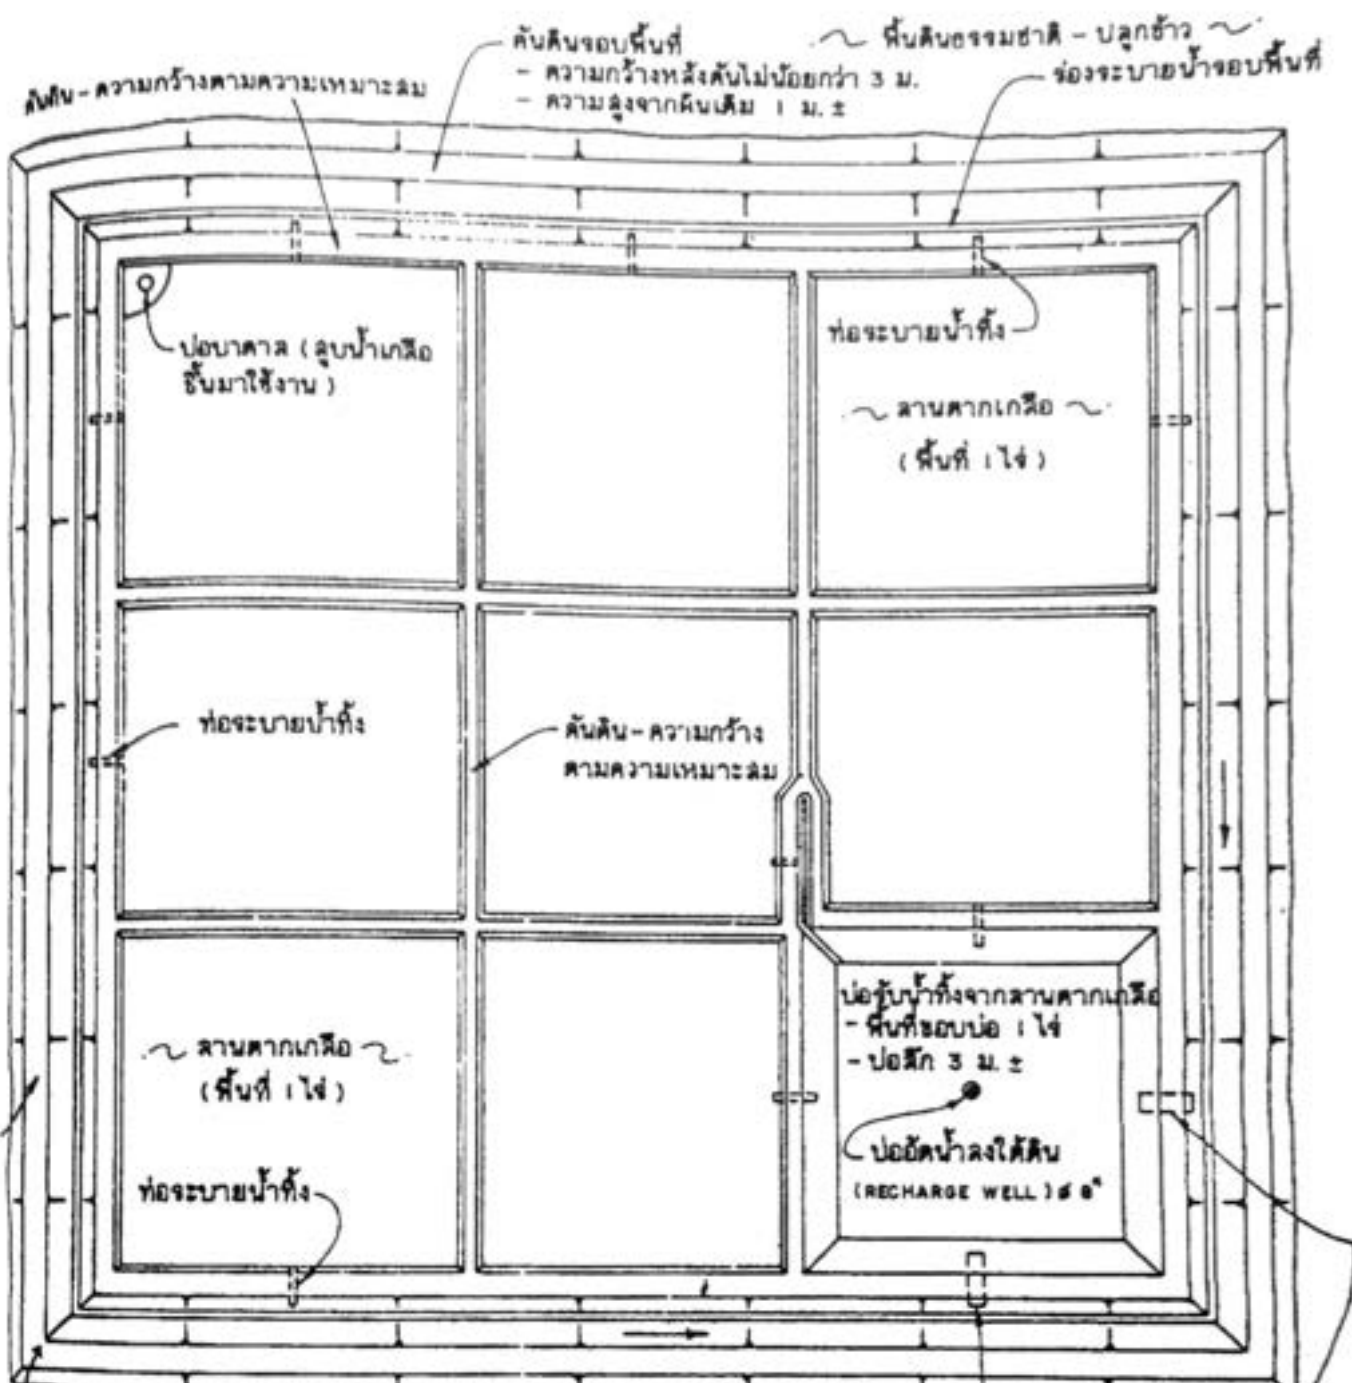 คันดินรอบพื้นที่
- ความกว้างหลังคันไม่น้อยกว่า 3 ม.
- ความสูงจากดินเดิม 1 ม. ±
พื้นดินธรรมชาติ - ปลูกข้าว
ร่องระบายน้ำรอบพื้นที่
คันดิน - ความกว้างตามความเหมาะสม
บ่อบาดาล (สูบน้ำเกลือ
ขึ้นมาใช้งาน)
ท่อระบายน้ำทิ้ง
ลานตากเกลือ
(พื้นที่ 1 ไร่)
ท่อระบายน้ำทิ้ง
คันดิน - ความกว้าง
ตามความเหมาะสม
ลานตากเกลือ
(พื้นที่ 1 ไร่)
ท่อระบายน้ำทิ้ง
บ่อรับน้ำทิ้งจากลานตากเกลือ
- พื้นที่ขอบบ่อ 1 ไร่
- บ่อลึก 3 ม. ±
บ่ออัดน้ำลงใต้ดิน
(RECHARGE WELL) ø 8"